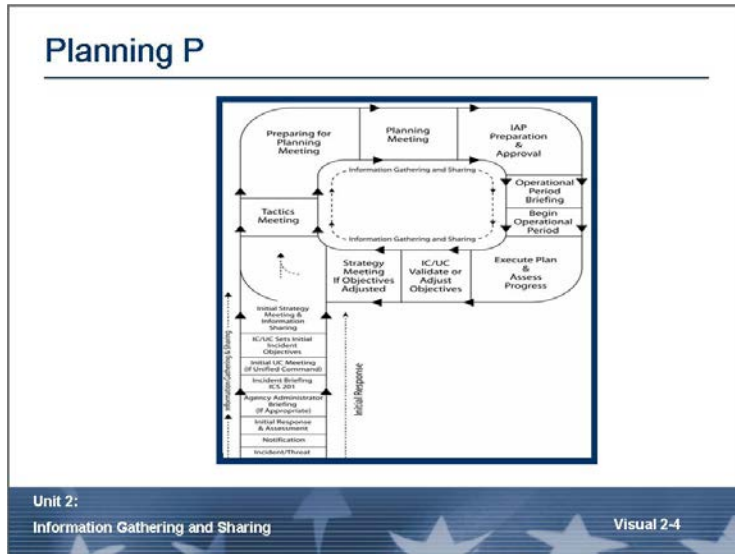 Planning P
Preparing for
Planning
Meeting
Planning
Meeting
IAP
Preparation
&
Approval
Information Gathering and Sharing
Operational
Period
Briefing
Begin
Operational
Period
Tactics
Meeting
Information Gathering and Sharing
Strategy
Meeting
If Objectives
Adjusted
IC/UC
Validate or
Adjust
Objectives
Execute Plan
&
Assess
Progress
Initial Strategy
Meeting &
Information
Sharing
IC/UC Sets Initial
Incident
Objectives
Initial UC Meeting
(If Unified Command)
Incident Briefing
ICS 201
Agency Administrator
Briefing
(If Appropriate)
Initial Response
& Assessment
Notification
Incident/Threat
Information Gathering & Sharing
Initial Response
Unit 2:
Information Gathering and Sharing
Visual 2-4